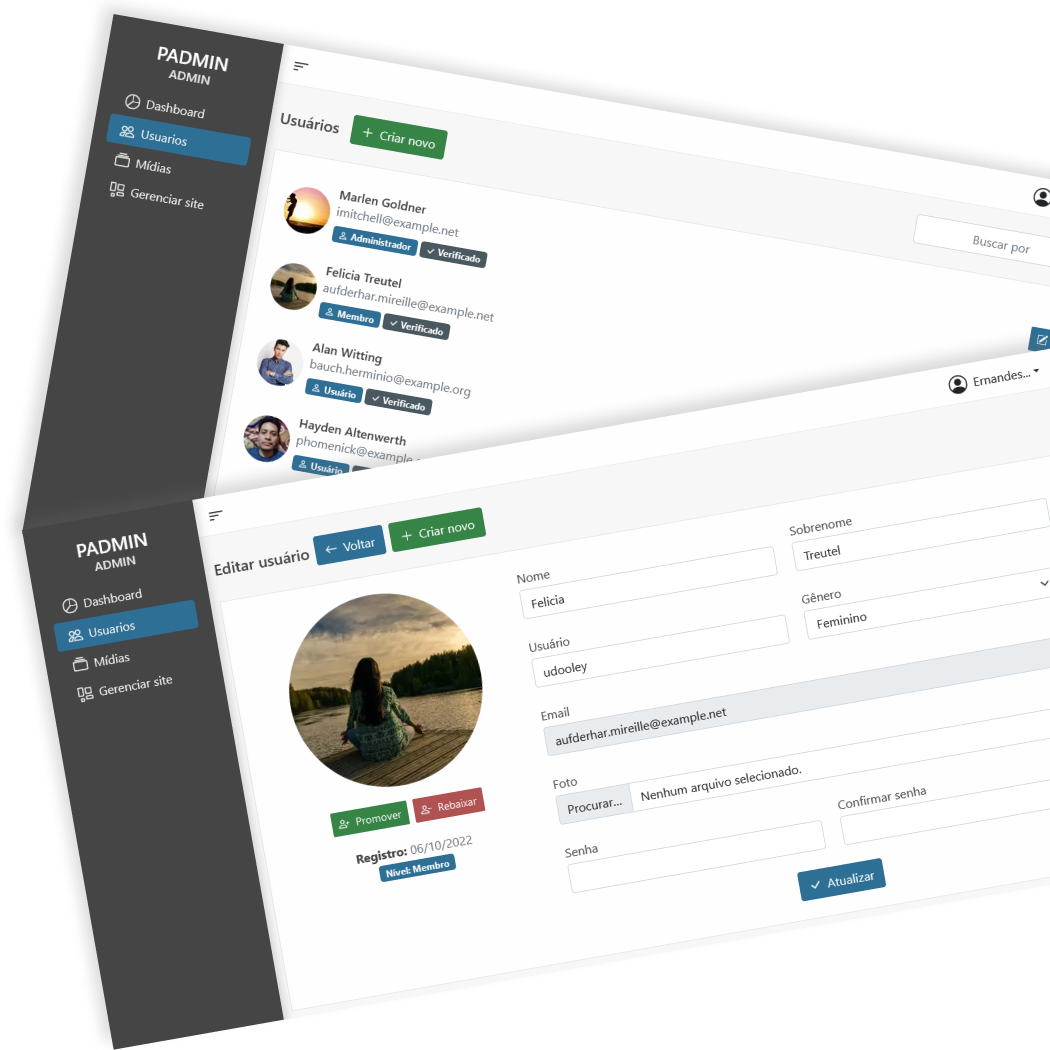 PADMIN
ADMIN
Dashboard
Usuarios
Mídias
Gerenciar site
Usuários
Criar novo
Buscar por
Marlen Goldner
imitchell@example.net
Administrador
Verificado
Felicia Treutel
aufderhar.mireille@example.net
Membro
Verificado
Alan Witting
bauch.herminio@example.org
Usuário
Verificado
Hayden Altenwerth
Usuário
PADMIN
ADMIN
Dashboard
Usuarios
Mídias
Gerenciar site
Ernandes...
Editar usuário
Voltar
Criar novo
Promover
Rebaixar
Registro: 06/10/2022
Nível: Membro
Nome
Felicia
Sobrenome
Treutel
Usuário
udooley
Gênero
Feminino
Email
aufderhar.mireille@example.net
Foto
Procurar... Nenhum arquivo selecionado.
Senha
Confirmar senha
Atualizar